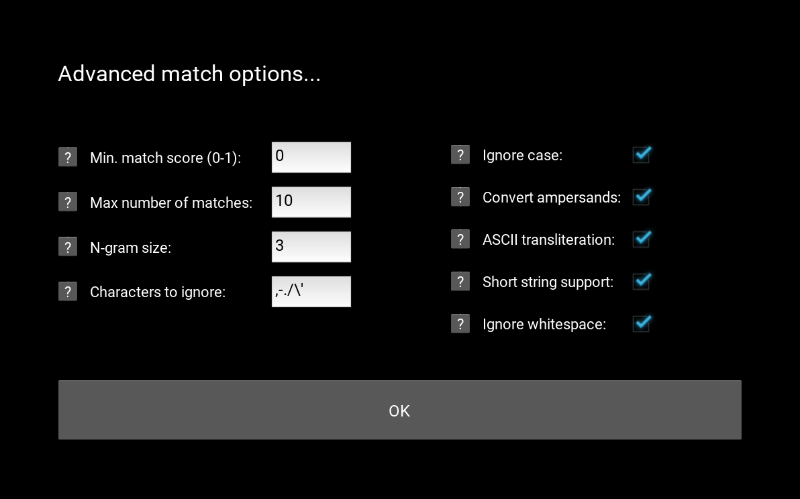 Advanced match options...
? Min. match score (0-1): 0
? Max number of matches: 10
? N-gram size: 3
? Characters to ignore: ,-./\'
? Ignore case:
? Convert ampersands:
? ASCII transliteration:
? Short string support:
? Ignore whitespace:
OK